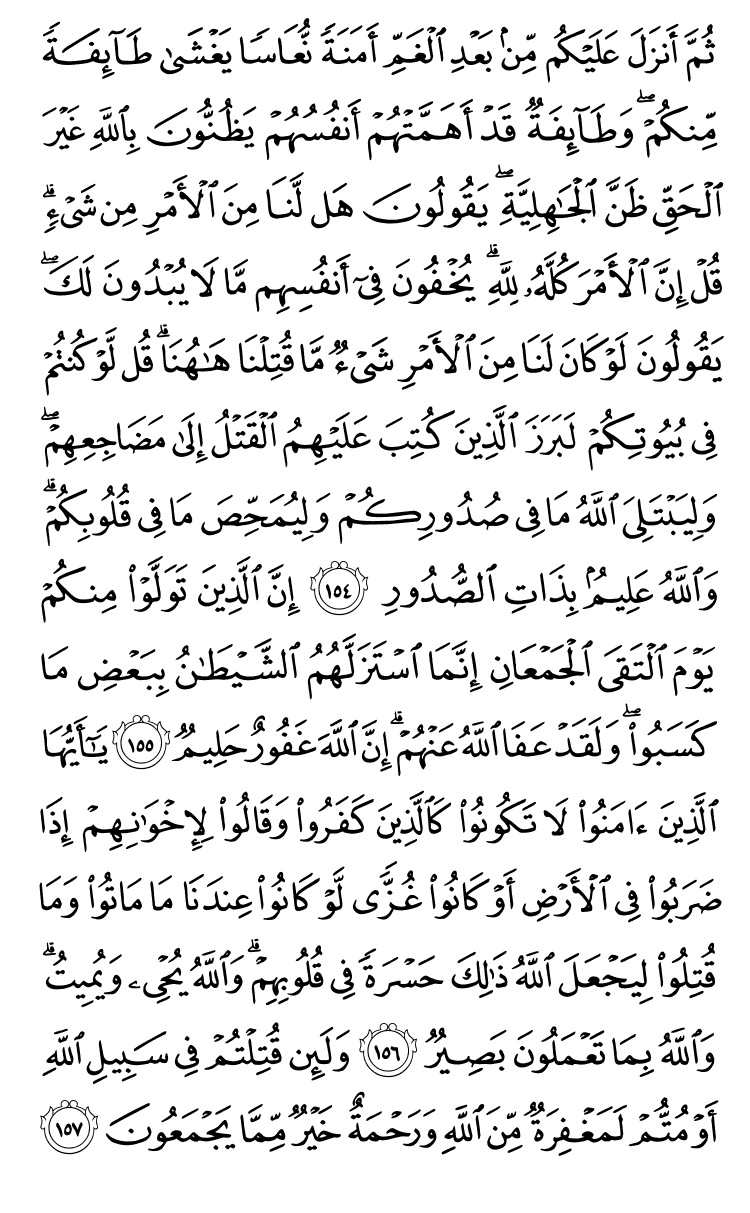 ثُمَّ أَنزَلَ عَلَيْكُم مِّنۢ بَعْدِ ٱلْغَمِّ أَمَنَةً نُّعَاسًا يَغْشَىٰ طَآئِفَةً
مِّنكُمْ ۖ وَطَآئِفَةٌ قَدْ أَهَمَّتْهُمْ أَنفُسُهُمْ يَظُنُّونَ بِٱللَّهِ غَيْرَ
ٱلْحَقِّ ظَنَّ ٱلْجَٰهِلِيَّةِ ۖ يَقُولُونَ هَل لَّنَا مِنَ ٱلْأَمْرِ مِن شَىْءٍ ۗ
قُلْ إِنَّ ٱلْأَمْرَ كُلَّهُۥ لِلَّهِ ۗ يُخْفُونَ فِىٓ أَنفُسِهِم مَّا لَا يُبْدُونَ لَكَ ۖ
يَقُولُونَ لَوْ كَانَ لَنَا مِنَ ٱلْأَمْرِ شَىْءٌ مَّا قُتِلْنَا هَٰهُنَا ۗ قُل لَّوْ كُنتُمْ
فِى بُيُوتِكُمْ لَبَرَزَ ٱلَّذِينَ كُتِبَ عَلَيْهِمُ ٱلْقَتْلُ إِلَىٰ مَضَاجِعِهِمْ ۖ
وَلِيَبْتَلِىَ ٱللَّهُ مَا فِى صُدُورِكُمْ وَلِيُمَحِّصَ مَا فِى قُلُوبِكُمْ ۗ
وَٱللَّهُ عَلِيمٌۢ بِذَاتِ ٱلصُّدُورِ ١٥٤ إِنَّ ٱلَّذِينَ تَوَلَّوْا۟ مِنكُمْ
يَوْمَ ٱلْتَقَى ٱلْجَمْعَانِ إِنَّمَا ٱسْتَزَلَّهُمُ ٱلشَّيْطَٰنُ بِبَعْضِ مَا
كَسَبُوا۟ ۖ وَلَقَدْ عَفَا ٱللَّهُ عَنْهُمْ ۗ إِنَّ ٱللَّهَ غَفُورٌ حَلِيمٌ ١٥٥ يَٰٓأَيُّهَا
ٱلَّذِينَ ءَامَنُوا۟ لَا تَكُونُوا۟ كَٱلَّذِينَ كَفَرُوا۟ وَقَالُوا۟ لِإِخْوَٰنِهِمْ إِذَا
ضَرَبُوا۟ فِى ٱلْأَرْضِ أَوْ كَانُوا۟ غُزًّى لَّوْ كَانُوا۟ عِندَنَا مَا مَاتُوا۟ وَمَا
قُتِلُوا۟ لِيَجْعَلَ ٱللَّهُ ذَٰلِكَ حَسْرَةً فِى قُلُوبِهِمْ ۗ وَٱللَّهُ يُحْىِۦ وَيُمِيتُ ۗ
وَٱللَّهُ بِمَا تَعْمَلُونَ بَصِيرٌ ١٥٦ وَلَئِن قُتِلْتُمْ فِى سَبِيلِ ٱللَّهِ
أَوْ مُتُّمْ لَمَغْفِرَةٌ مِّنَ ٱللَّهِ وَرَحْمَةٌ خَيْرٌ مِّمَّا يَجْمَعُونَ ١٥٧